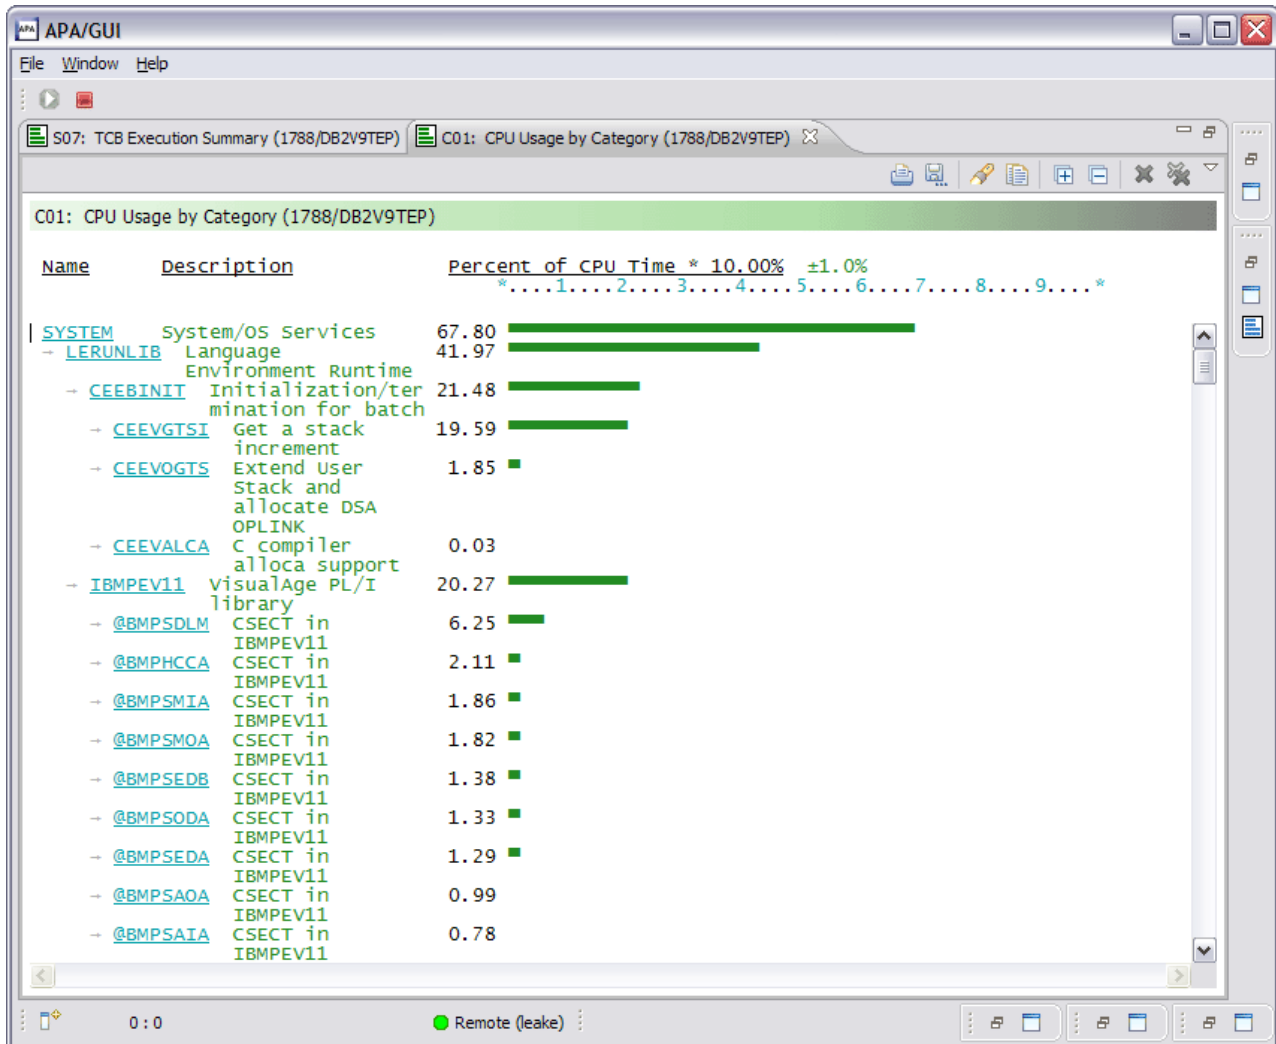 APA APA/GUI
File Window Help
S07: TCB Execution Summary (1788/DB2V9TEP) C01: CPU Usage by Category (1788/DB2V9TEP)
C01: CPU Usage by Category (1788/DB2V9TEP)
Name Description Percent of CPU Time * 10.00% ±1.0%
*....1....2....3....4....5....6....7....8....9....*
SYSTEM System/OS Services 67.80
→ LERUNLIB Language 41.97
Environment Runtime
→ CEEBINIT Initialization/ter 21.48
mination for batch
→ CEEVGTSI Get a stack 19.59
increment
→ CEEVOGTS Extend User 1.85
Stack and
allocate DSA
OPLINK
→ CEEVALCA C compiler 0.03
alloca support
→ IBMPEV11 VisualAge PL/I 20.27
library
→ @BMPSDLM CSECT in 6.25
IBMPEV11
→ @BMPHCCA CSECT in 2.11
IBMPEV11
→ @BMPSMIA CSECT in 1.86
IBMPEV11
→ @BMPSMOA CSECT in 1.82
IBMPEV11
→ @BMPSEDB CSECT in 1.38
IBMPEV11
→ @BMPSODA CSECT in 1.33
IBMPEV11
→ @BMPSEDA CSECT in 1.29
IBMPEV11
→ @BMPSAOA CSECT in 0.99
IBMPEV11
→ @BMPSAIA CSECT in 0.78
IBMPEV11
0 : 0 Remote (leake)